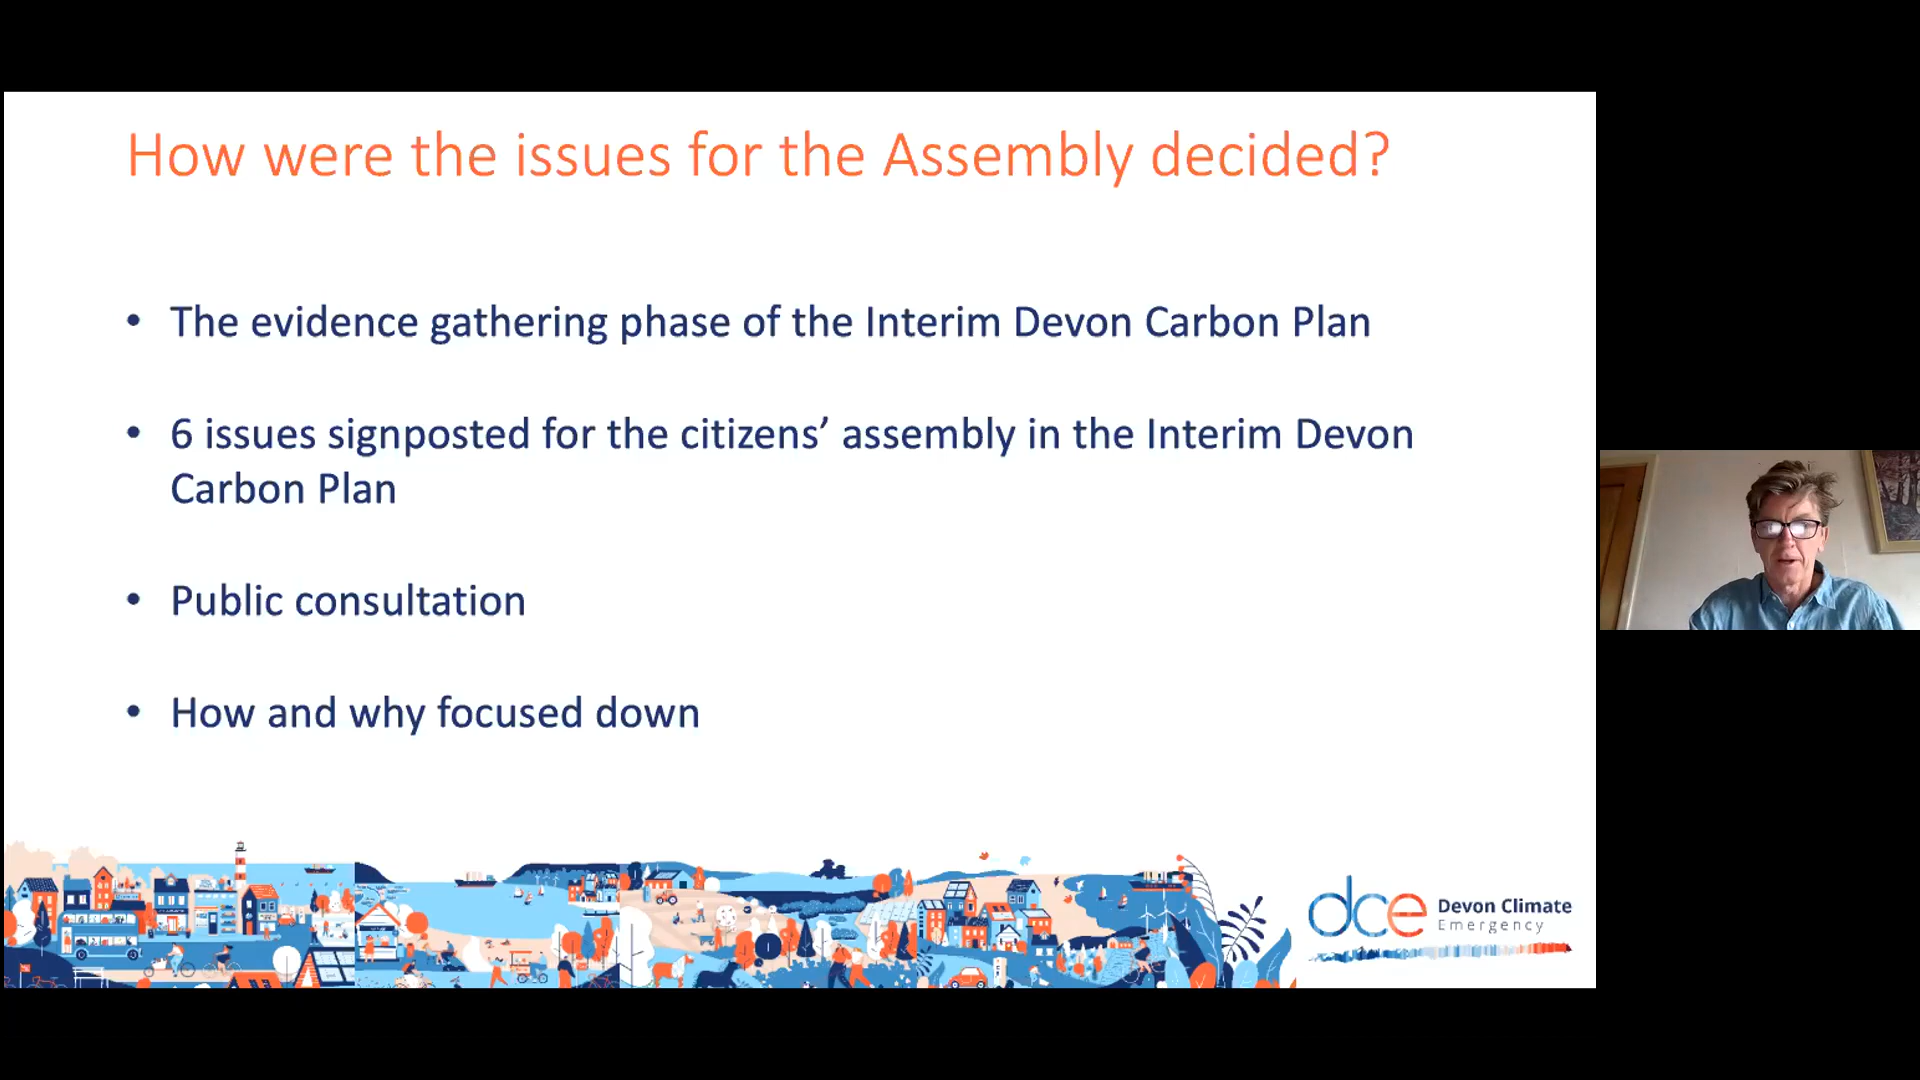 How were the issues for the Assembly decided?
• The evidence gathering phase of the Interim Devon Carbon Plan
• 6 issues signposted for the citizens’ assembly in the Interim Devon
Carbon Plan
• Public consultation
• How and why focused down
dce Devon Climate
Emergency